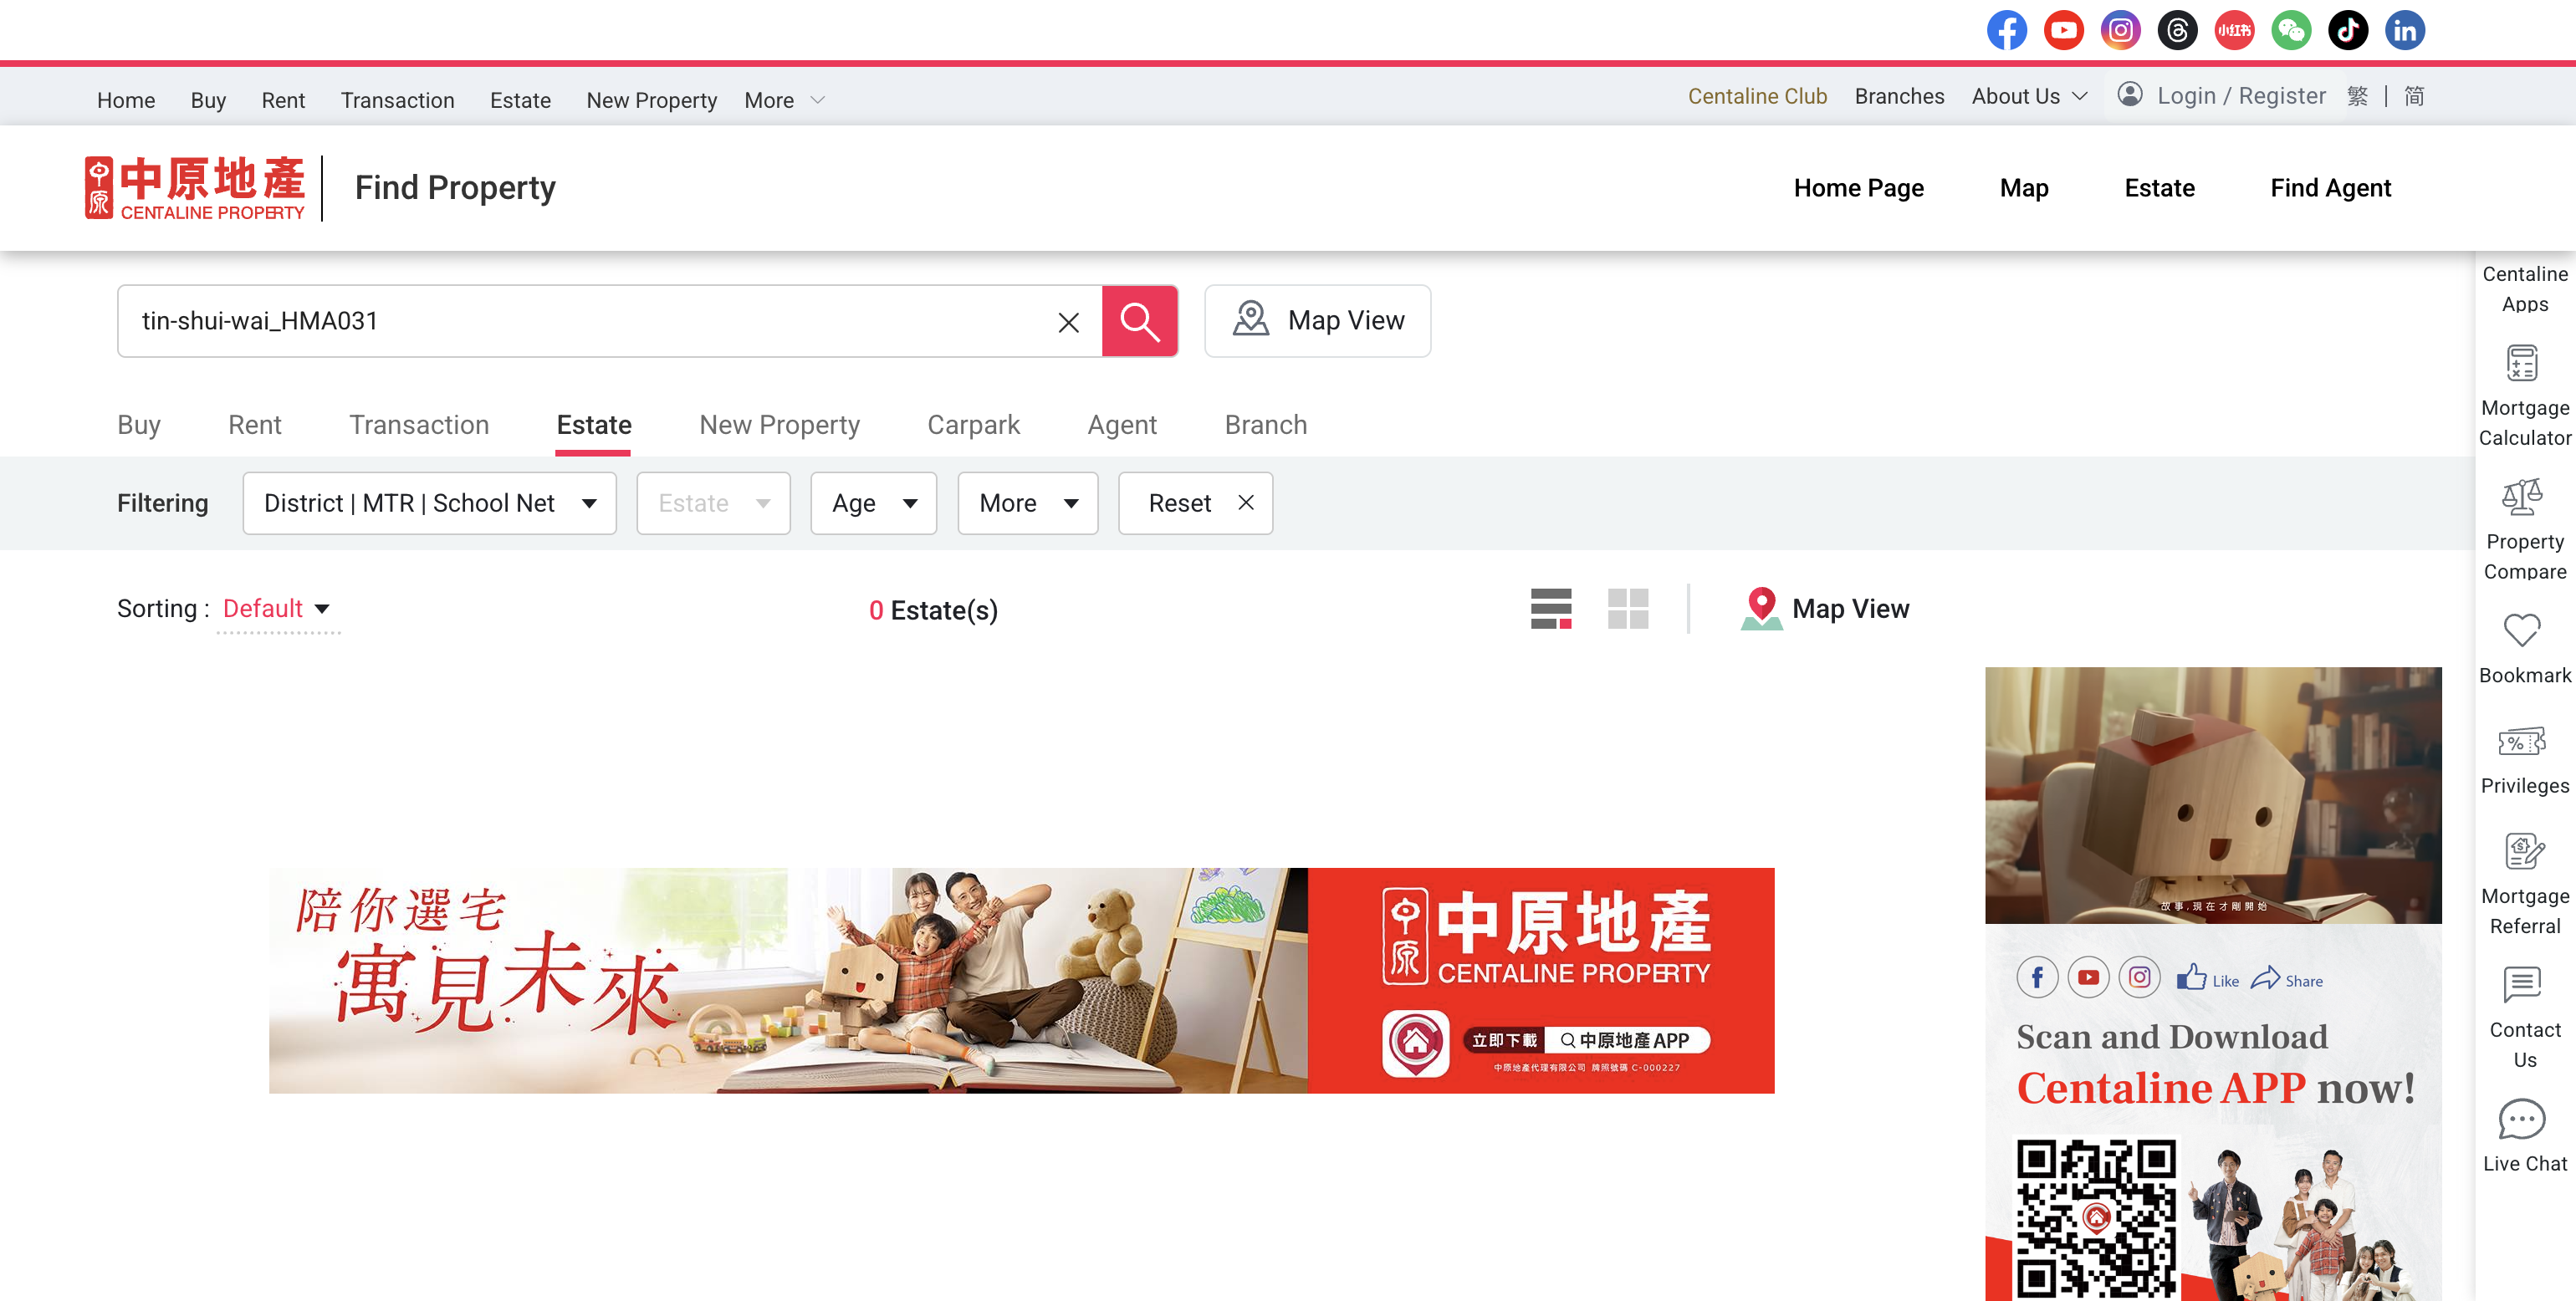 小红书
Home Buy Rent Transaction Estate New Property More
Centaline Club Branches About Us Login / Register 繁 | 简
中原 中原地產
CENTALINE PROPERTY
Find Property
Home Page Map Estate Find Agent
tin-shui-wai_HMA031
Map View
Buy Rent Transaction Estate New Property Carpark Agent Branch
Filtering District | MTR | School Net Estate Age More Reset
Sorting : Default
0 Estate(s)
Map View
陪你選宅
寓見未來
中原 中原地產
CENTALINE PROPERTY
立即下載 中原地產 APP
中原地產代理有限公司 牌照號碼 C-000227
故事,現在才剛開始
Like Share
Scan and Download
Centaline APP now!
Centaline
Apps
Mortgage
Calculator
Property
Compare
Bookmark
Privileges
Mortgage
Referral
Contact
Us
Live Chat